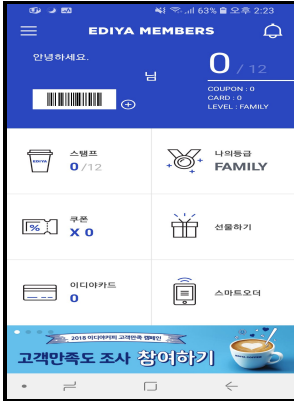 63% 오후 2:23
EDIYA MEMBERS
안녕하세요.
님
0 / 12
COUPON : 0
CARD : 0
LEVEL : FAMILY
스탬프
0/12
나의등급
FAMILY
쿠폰
X 0
선물하기
이디야카드
0
스마트오더
2018 이디야커피 고객만족 캠페인
고객만족도 조사 참여하기